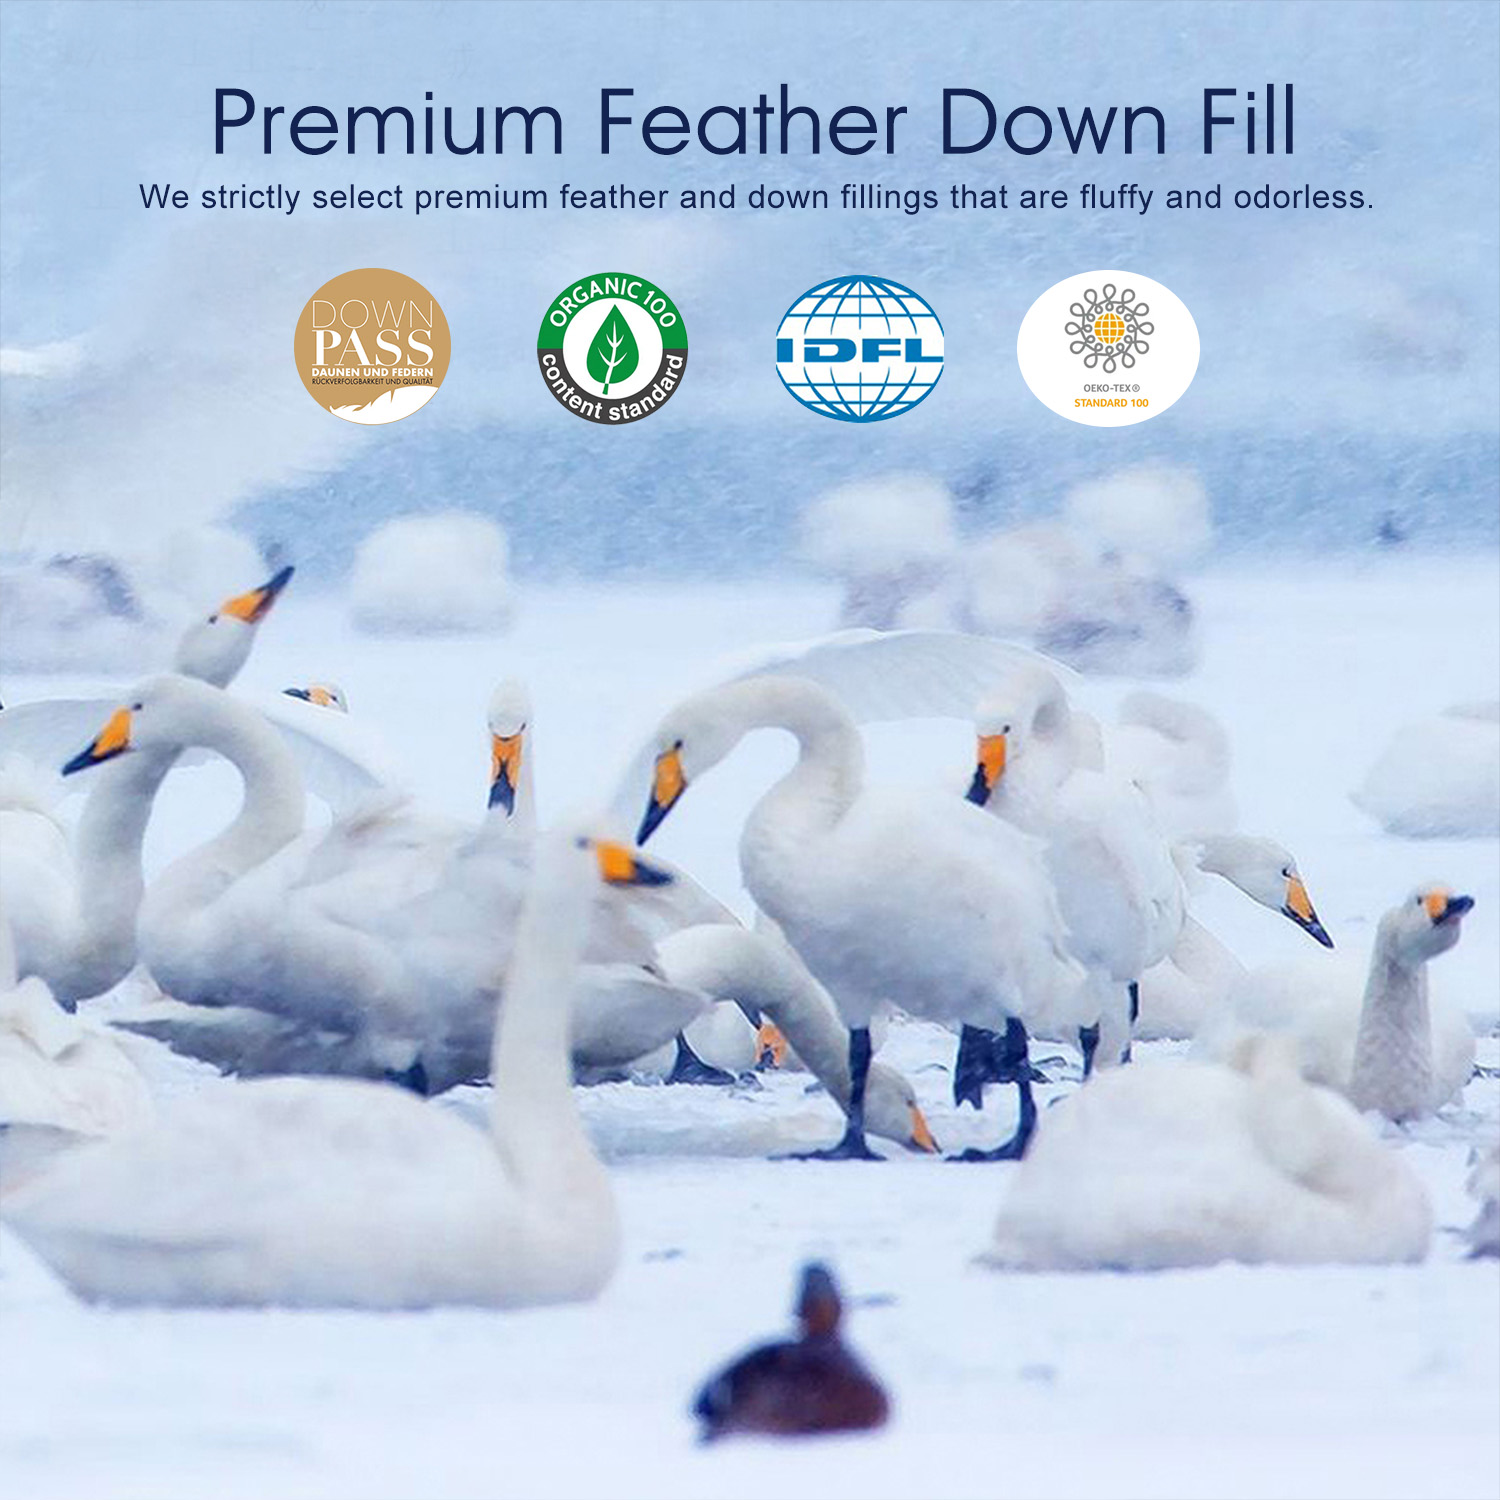 Premium Feather Down Fill
We strictly select premium feather and down fillings that are fluffy and odorless.
DOWN
PASS
DAUNEN UND FEDERN
RÜCKVERFOLGBARKEIT UND QUALITÄT
ORGANIC 100
content standard
IDFL
OEKO-TEX®
STANDARD 100